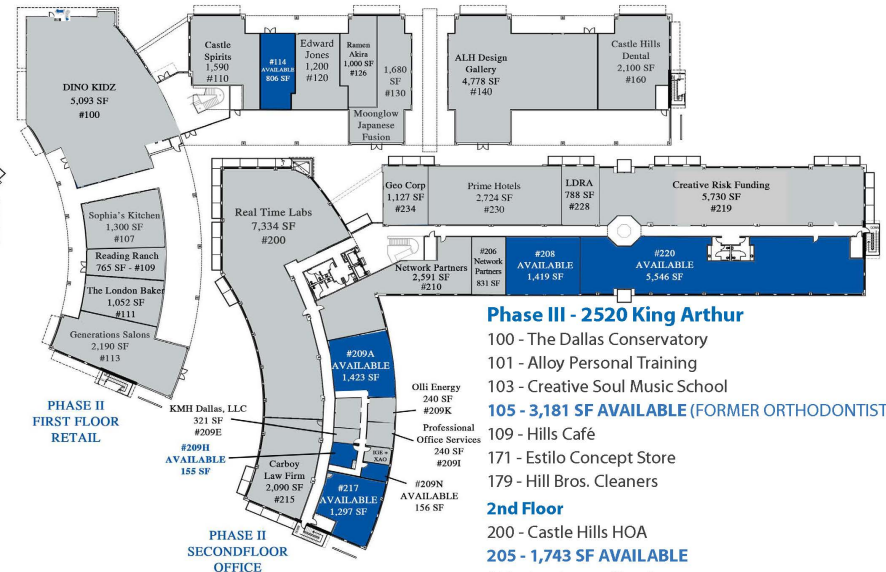 DINO KIDZ
5,093 SF
#100
Castle
Spirits
1,590
#110
#114
AVAILABLE
806 SF
Edward
Jones
1,200
#120
Ramen
Akira
1,000 SF
#126
1,680
SF
#130
Moonglow
Japanese
Fusion
ALH Design
Gallery
4,778 SF
#140
Castle Hills
Dental
2,100 SF
#160
Sophia's Kitchen
1,300 SF
#107
Reading Ranch
765 SF - #109
The London Baker
1,052 SF
#111
Generations Salons
2,190 SF
#113
PHASE II
FIRST FLOOR
RETAIL
Real Time Labs
7,334 SF
#200
Geo Corp
1,127 SF
#234
Prime Hotels
2,724 SF
#230
LDRA
788 SF
#228
Creative Risk Funding
5,730 SF
#219
Network Partners
2,591 SF
#210
#206
Network
Partners
831 SF
#208
AVAILABLE
1,419 SF
#220
AVAILABLE
5,546 SF
#209A
AVAILABLE
1,423 SF
Olli Energy
240 SF
#209K
KMH Dallas, LLC
321 SF
#209E
Professional
Office Services
240 SF
#209I
#209H
AVAILABLE
155 SF
XAO
Carboy
Law Firm
2,090 SF
#215
#217
AVAILABLE
1,297 SF
#209N
AVAILABLE
156 SF
PHASE II
SECONDFLOOR
OFFICE
Phase III - 2520 King Arthur
100 - The Dallas Conservatory
101 - Alloy Personal Training
103 - Creative Soul Music School
105 - 3,181 SF AVAILABLE (FORMER ORTHODONTIST
109 - Hills Café
171 - Estilo Concept Store
179 - Hill Bros. Cleaners
2nd Floor
200 - Castle Hills HOA
205 - 1,743 SF AVAILABLE